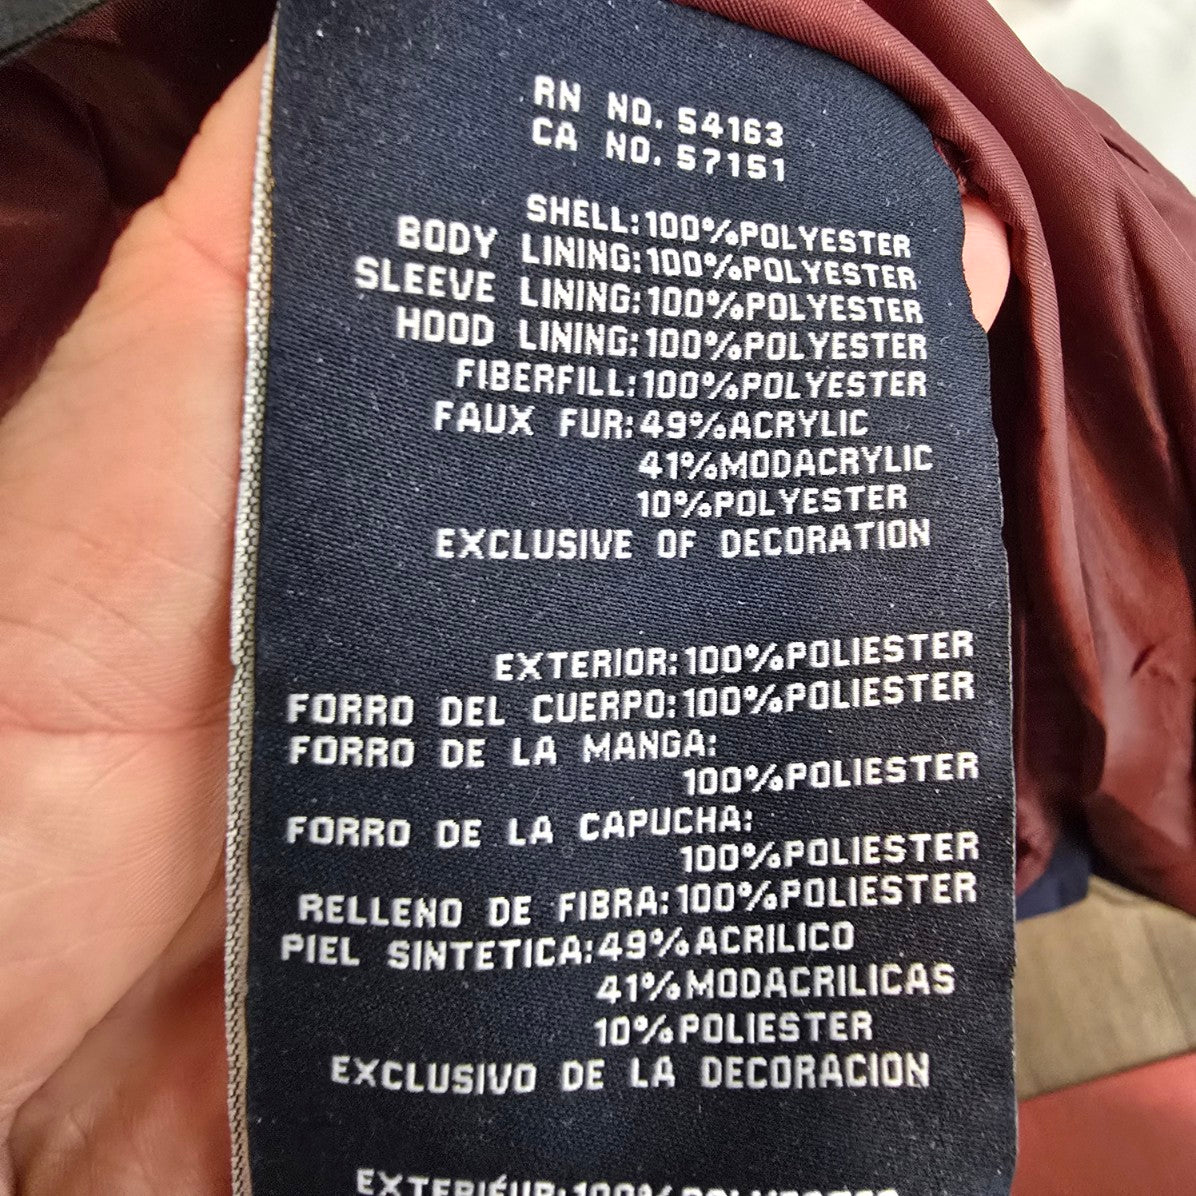 RN NO. 54163
CA NO. 57151
SHELL:100%POLYESTER
BODY LINING:100%POLYESTER
SLEEVE LINING:100%POLYESTER
HOOD LINING:100%POLYESTER
FIBERFILL:100%POLYESTER
FAUX FUR:49%ACRYLIC
41%MODACRYLIC
10%POLYESTER
EXCLUSIVE OF DECORATION
EXTERIOR:100%POLIESTER
FORRO DEL CUERPO:100%POLIESTER
FORRO DE LA MANGA:
100%POLIESTER
FORRO DE LA CAPUCHA:
100%POLIESTER
RELLENO DE FIBRA:100%POLIESTER
PIEL SINTETICA:49%ACRILICO
41%MODACRILICAS
10%POLIESTER
EXCLUSIVO DE LA DECORACION
EXTERIÉUR:100%POLYESTER